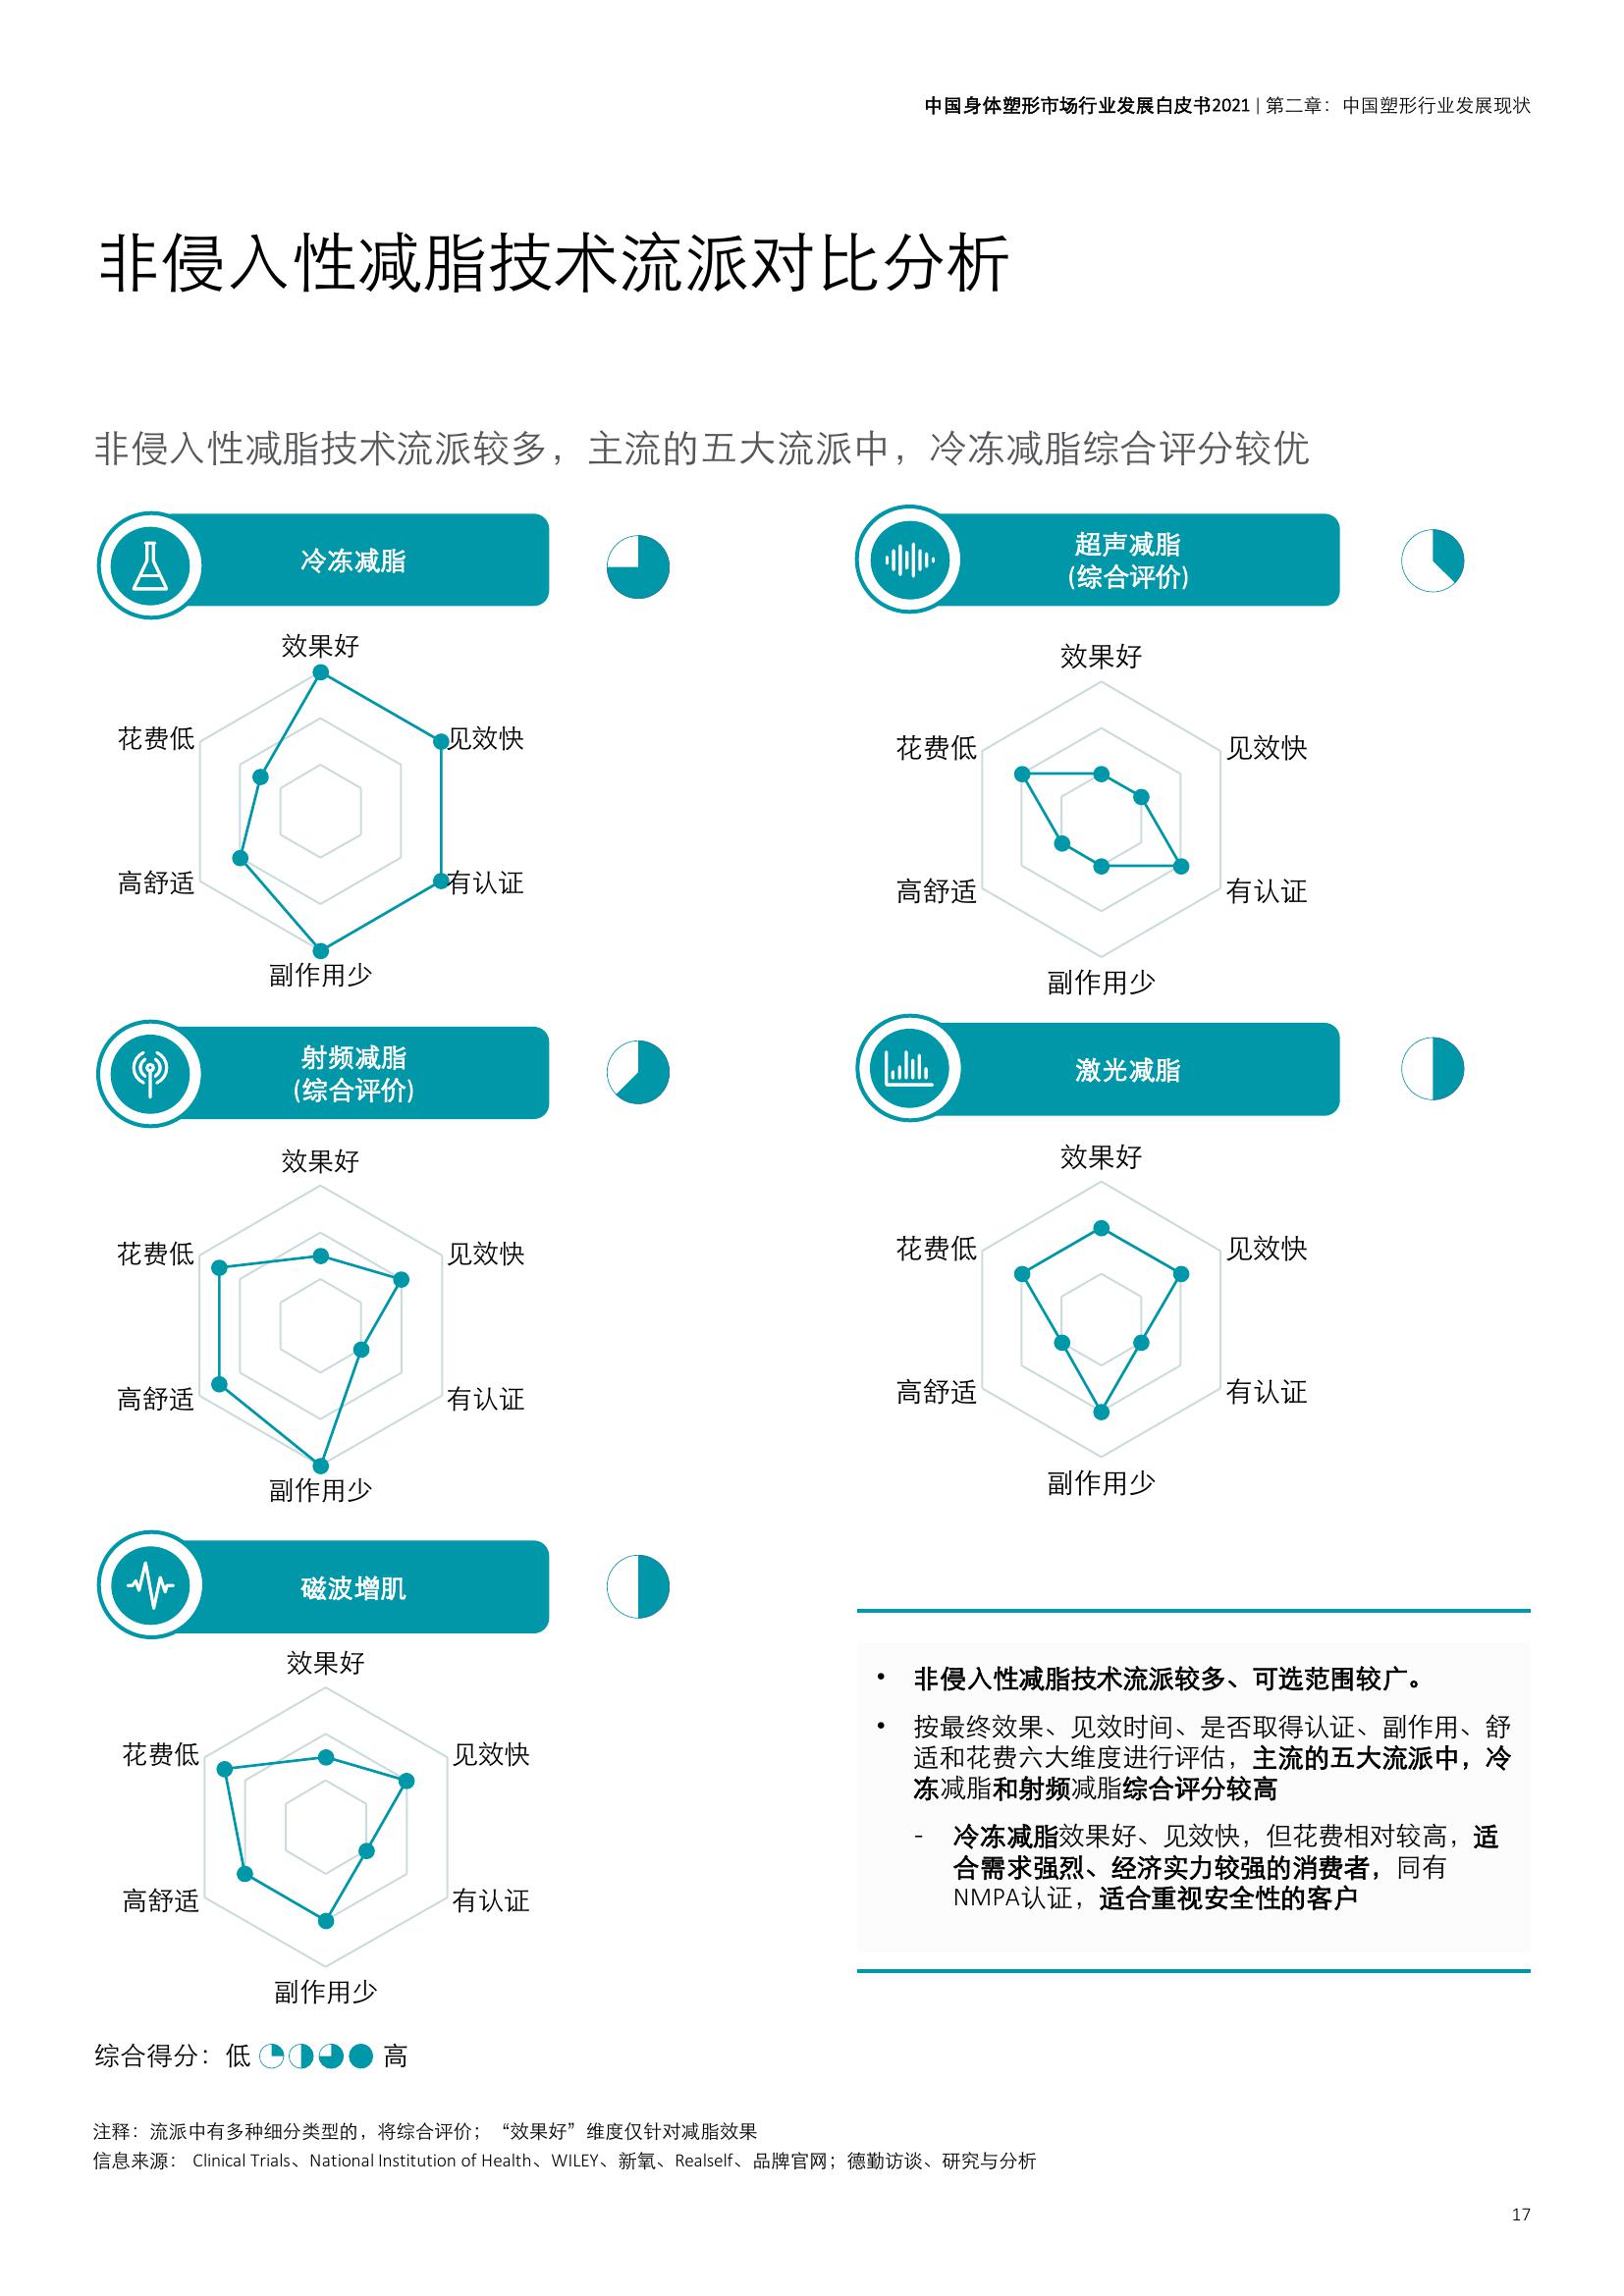 中国身体塑形市场行业发展白皮书2021 | 第二章：中国塑形行业发展现状
非侵入性减脂技术流派对比分析
非侵入性减脂技术流派较多，主流的五大流派中，冷冻减脂综合评分较优
冷冻减脂
效果好
见效快
有认证
副作用少
高舒适
花费低
超声减脂
(综合评价)
效果好
见效快
有认证
副作用少
高舒适
花费低
射频减脂
(综合评价)
效果好
见效快
有认证
副作用少
高舒适
花费低
激光减脂
效果好
见效快
有认证
副作用少
高舒适
花费低
磁波增肌
效果好
见效快
有认证
副作用少
高舒适
花费低
• 非侵入性减脂技术流派较多、可选范围较广。
• 按最终效果、见效时间、是否取得认证、副作用、舒
适和花费六大维度进行评估，主流的五大流派中，冷
冻减脂和射频减脂综合评分较高
- 冷冻减脂效果好、见效快，但花费相对较高，适
合需求强烈、经济实力较强的消费者，同有
NMPA认证，适合重视安全性的客户
综合得分：低 高
注释：流派中有多种细分类型的，将综合评价；“效果好”维度仅针对减脂效果
信息来源： Clinical Trials、National Institution of Health、WILEY、新氧、Realself、品牌官网；德勤访谈、研究与分析
17